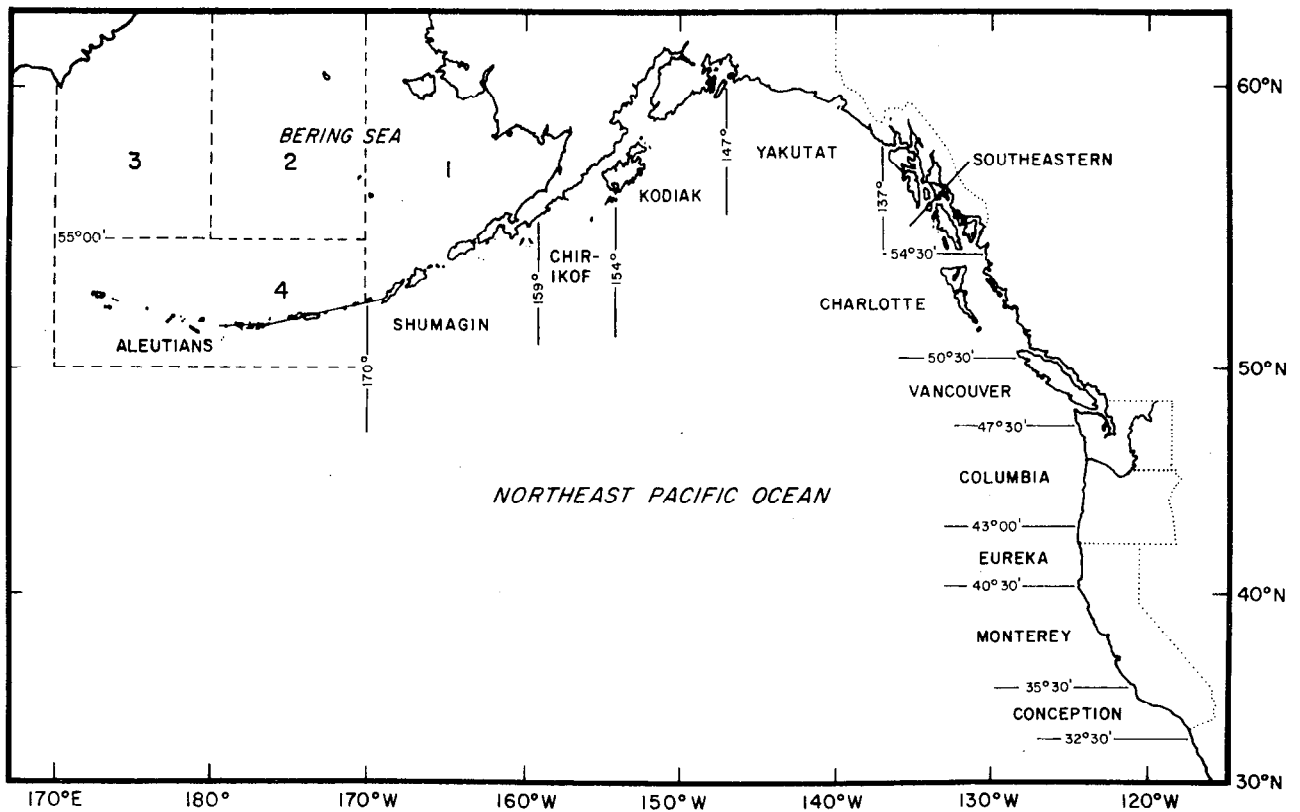 60°N
BERING SEA
3
2
1
147°
YAKUTAT
SOUTHEASTERN
137°
KODIAK
55°00'
54°30'
CHIR-
IKOF
159°
154°
4
CHARLOTTE
SHUMAGIN
ALEUTIANS
170°
50°30'
50°N
VANCOUVER
47°30'
COLUMBIA
NORTHEAST PACIFIC OCEAN
43°00'
EUREKA
40°30'
40°N
MONTEREY
35°30'
CONCEPTION
32°30'
30°N
170°E
180°
170°W
160°W
150°W
140°W
130°W
120°W